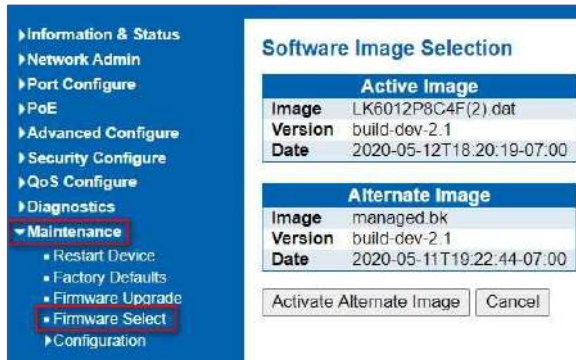 Information & Status
Network Admin
Port Configure
PoE
Advanced Configure
Security Configure
QoS Configure
Diagnostics
Maintenance
Restart Device
Factory Defaults
Firmware Upgrade
Firmware Select
Configuration
Software Image Selection
Active Image
Image LK6012P8C4F(2).dat
Version build-dev-2.1
Date 2020-05-12T18:20:19-07:00
Alternate Image
Image managed.bk
Version build-dev-2.1
Date 2020-05-11T19:22:44-07:00
Activate Alternate Image Cancel